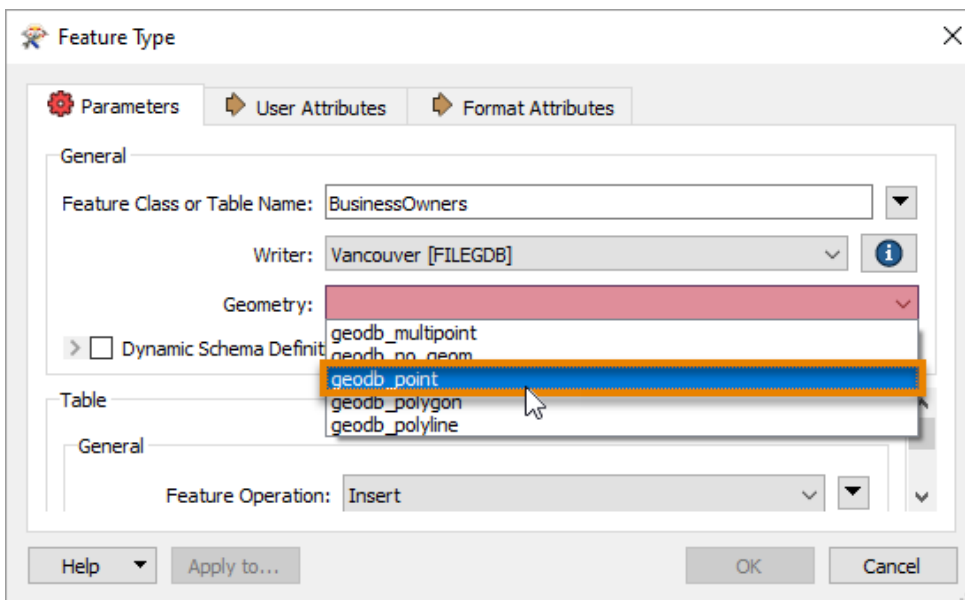 Feature Type
Parameters User Attributes Format Attributes
General
Feature Class or Table Name: BusinessOwners
Writer: Vancouver [FILEGDB]
Geometry:
geodb_multipoint
Dynamic Schema Definit
geodb_no_geom
geodb_point
Table
geodb_polygon
geodb_polyline
General
Feature Operation: Insert
Help Apply to... OK Cancel